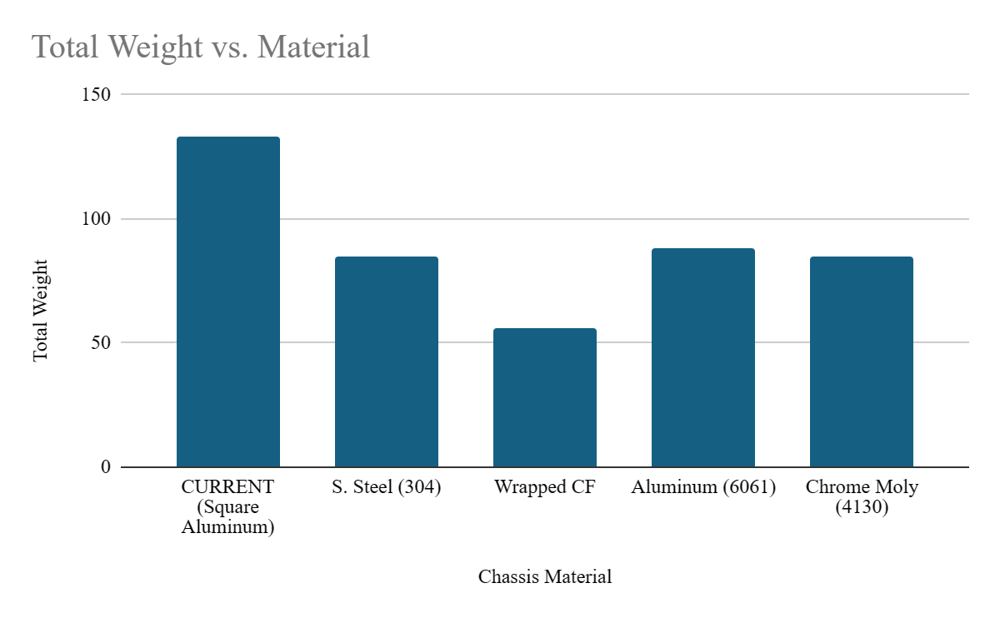 Total Weight vs. Material
150
100
50
0
Total Weight
CURRENT
(Square
Aluminum)
S. Steel (304)
Wrapped CF
Aluminum (6061)
Chrome Moly
(4130)
Chassis Material